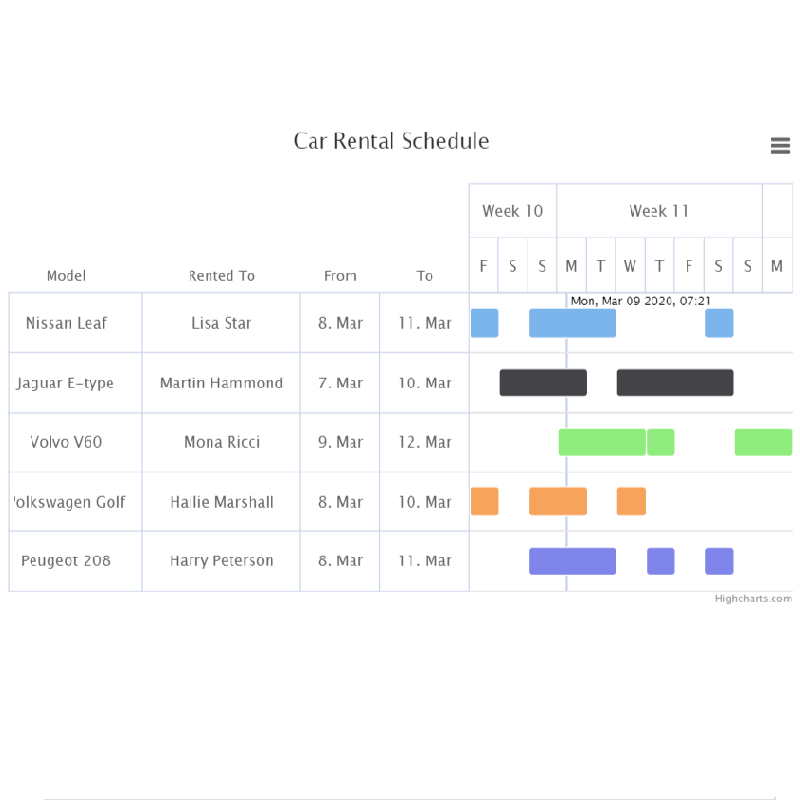 Car Rental Schedule
Week 10 Week 11
F S S M T W T F S S M
Model Rented To From To
Mon, Mar 09 2020, 07:21
Nissan Leaf Lisa Star 8. Mar 11. Mar
Jaguar E-type Martin Hammond 7. Mar 10. Mar
Volvo V60 Mona Ricci 9. Mar 12. Mar
olkswagen Golf Hailie Marshall 8. Mar 10. Mar
Peugeot 208 Harry Peterson 8. Mar 11. Mar
Highcharts.com